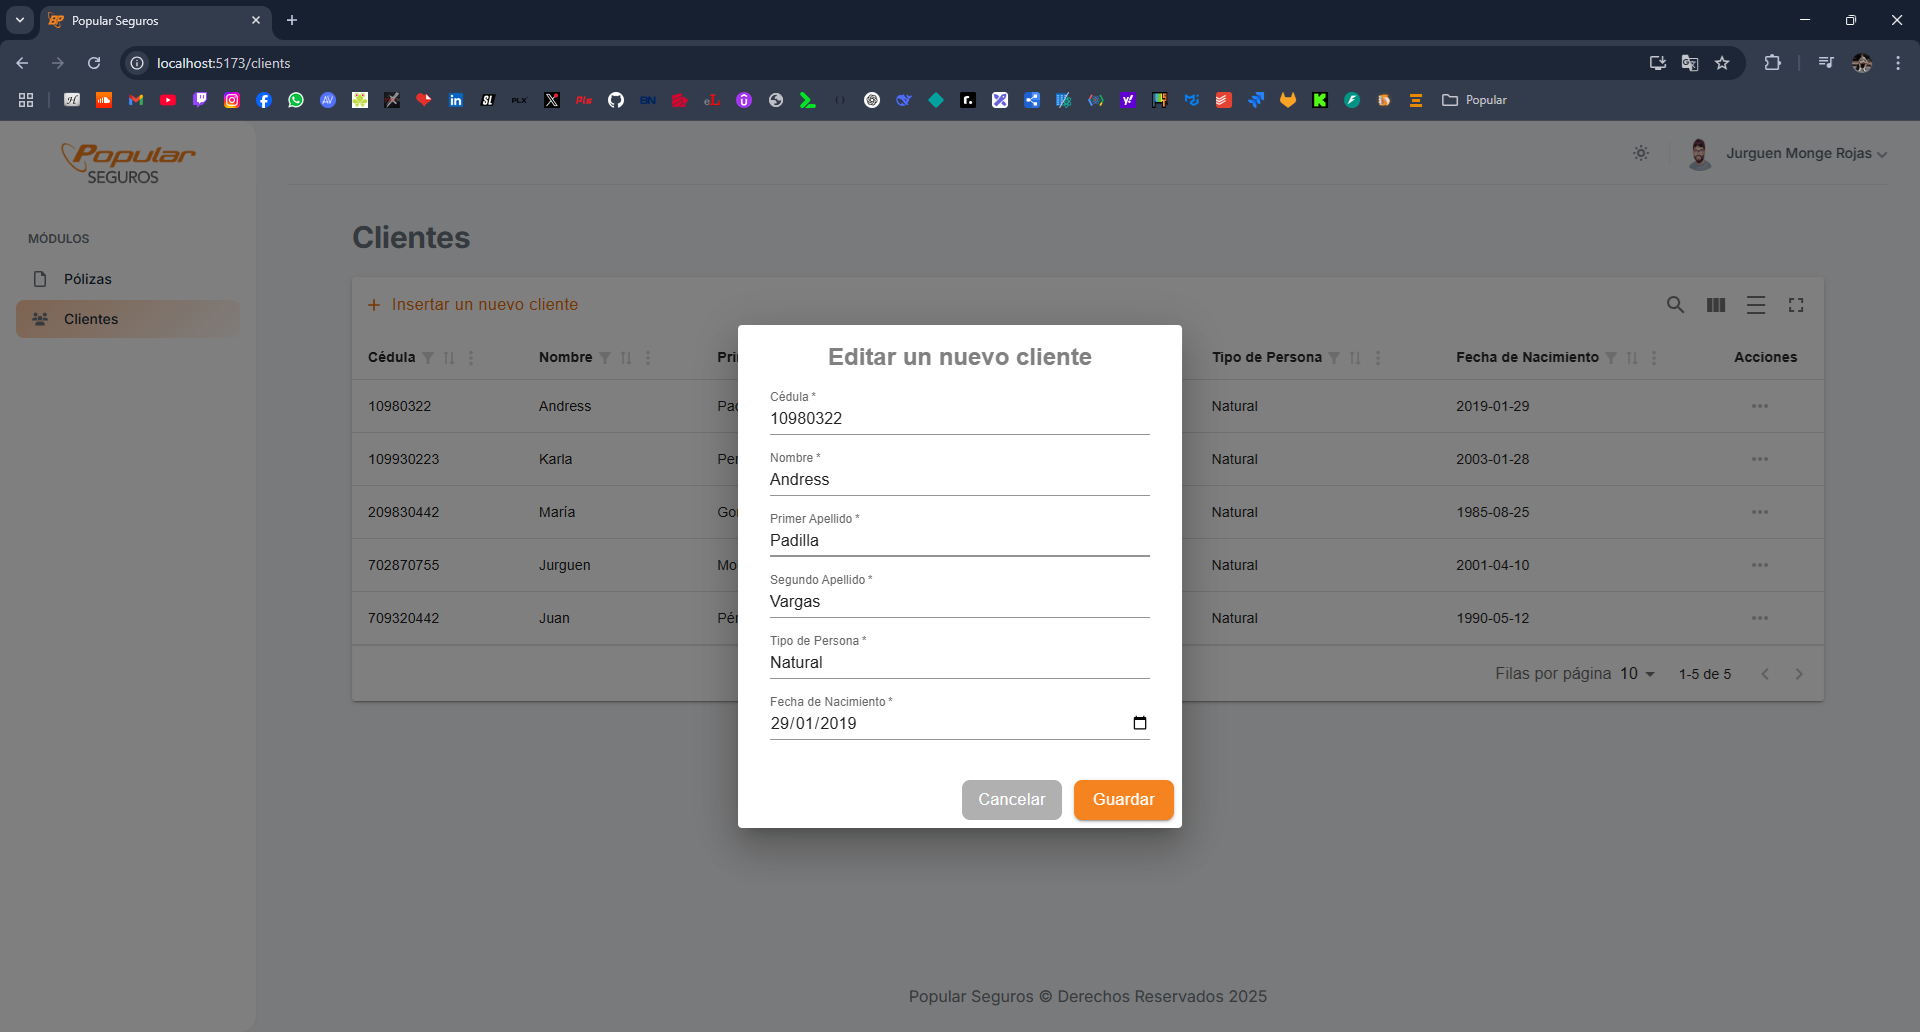 Popular Seguros
localhost:5173/clients
Popular
Popular
SEGUROS
Jurguen Monge Rojas
MÓDULOS
Pólizas
Clientes
Clientes
Insertar un nuevo cliente
Cédula Nombre Pri Tipo de Persona Fecha de Nacimiento Acciones
10980322 Andress Pac Natural 2019-01-29
109930223 Karla Per Natural 2003-01-28
209830442 María Gor Natural 1985-08-25
702870755 Jurguen Mo Natural 2001-04-10
709320442 Juan Pér Natural 1990-05-12
Filas por página 10 1-5 de 5
Editar un nuevo cliente
Cédula *
10980322
Nombre *
Andress
Primer Apellido *
Padilla
Segundo Apellido *
Vargas
Tipo de Persona *
Natural
Fecha de Nacimiento *
29/01/2019
Cancelar Guardar
Popular Seguros © Derechos Reservados 2025